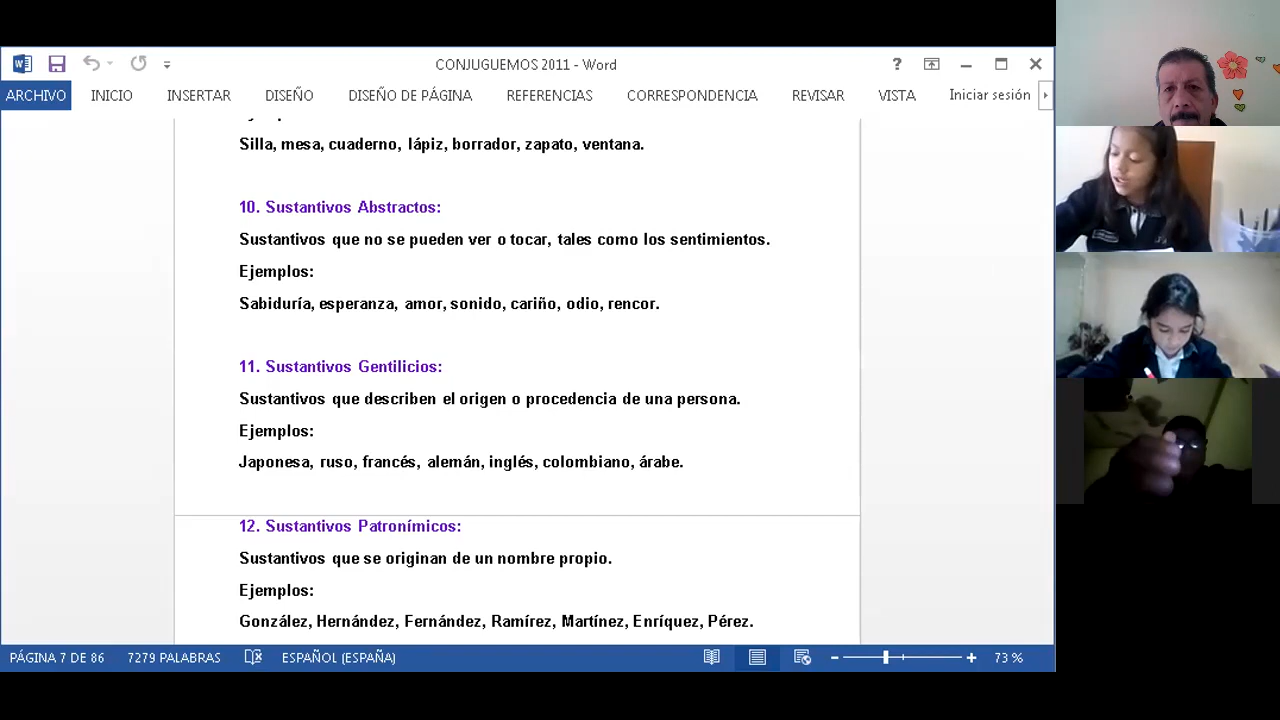 CONJUGUEMOS 2011 - Word
ARCHIVO INICIO INSERTAR DISEÑO DISEÑO DE PÁGINA REFERENCIAS CORRESPONDENCIA REVISAR VISTA Iniciar sesión
Silla, mesa, cuaderno, lápiz, borrador, zapato, ventana.
10. Sustantivos Abstractos:
Sustantivos que no se pueden ver o tocar, tales como los sentimientos.
Ejemplos:
Sabiduría, esperanza, amor, sonido, cariño, odio, rencor.
11. Sustantivos Gentilicios:
Sustantivos que describen el origen o procedencia de una persona.
Ejemplos:
Japonesa, ruso, francés, alemán, inglés, colombiano, árabe.
12. Sustantivos Patronímicos:
Sustantivos que se originan de un nombre propio.
Ejemplos:
González, Hernández, Fernández, Ramírez, Martínez, Enríquez, Pérez.
PÁGINA 7 DE 86 7279 PALABRAS ESPAÑOL (ESPAÑA) 73 %